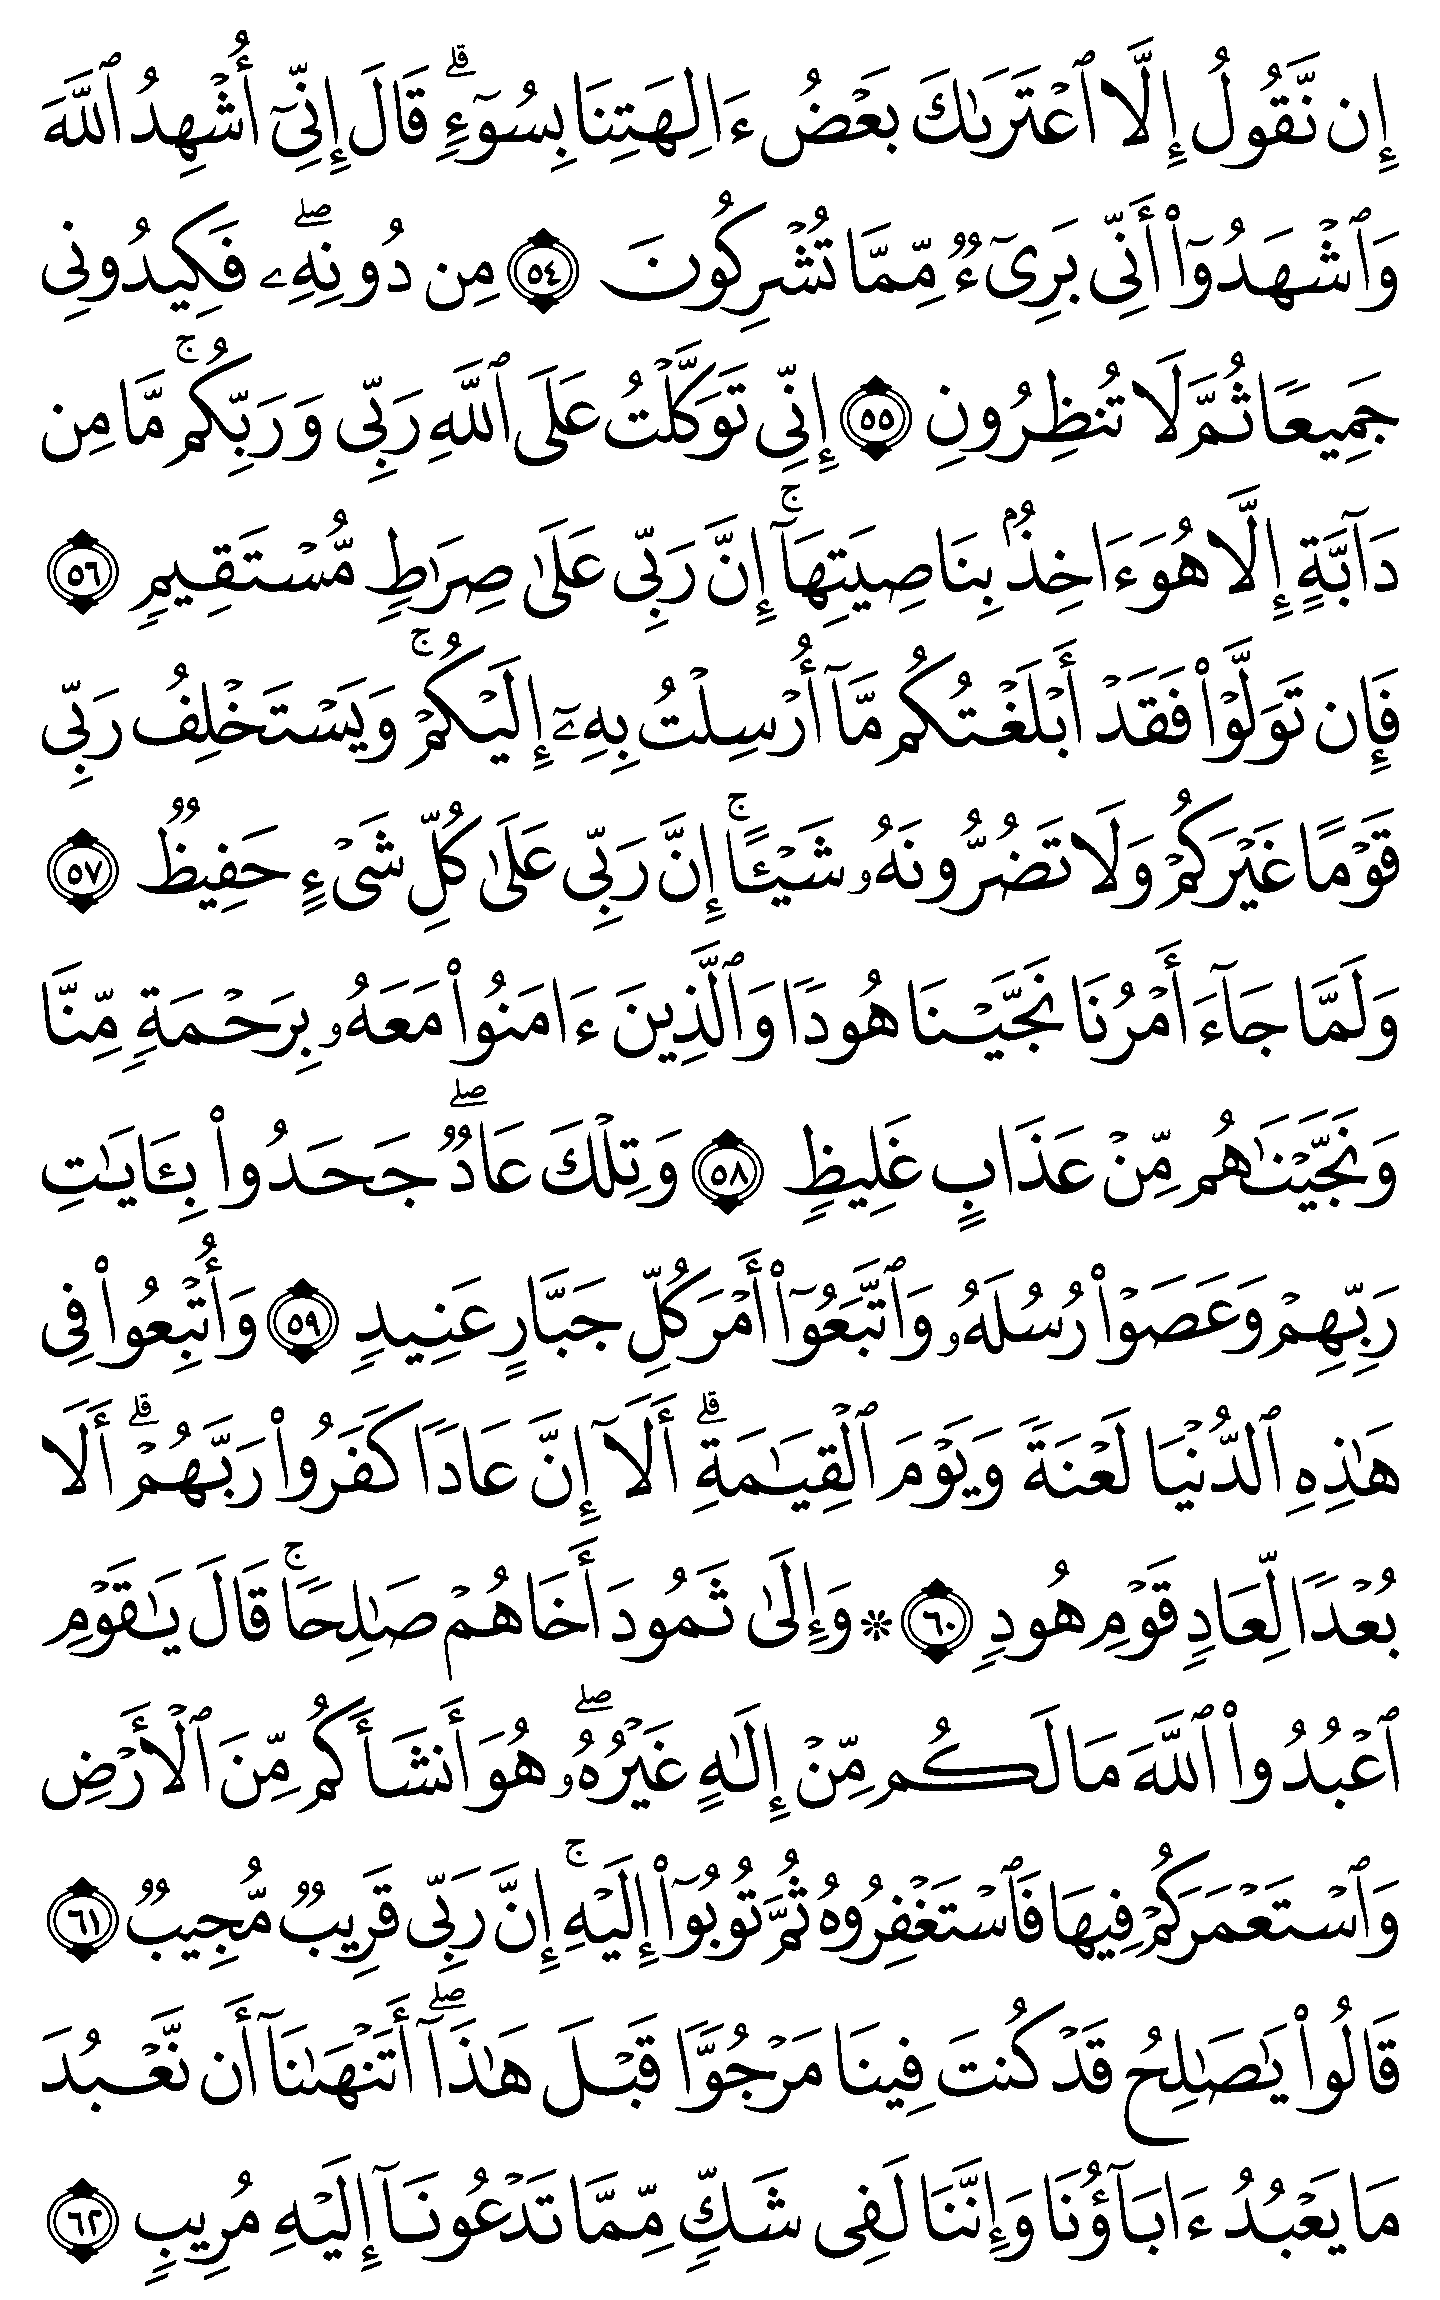 إِن نَّقُولُ إِلَّا ٱعْتَرَىٰكَ بَعْضُ ءَالِهَتِنَا بِسُوٓءٍۢ ۗ قَالَ إِنِّىٓ أُشْهِدُ ٱللَّهَ
وَٱشْهَدُوٓا۟ أَنِّى بَرِىٓءٌۭ مِّمَّا تُشْرِكُونَ ٥٤ مِن دُونِهِۦ ۖ فَكِيدُونِى
جَمِيعًۭا ثُمَّ لَا تُنظِرُونِ ٥٥ إِنِّى تَوَكَّلْتُ عَلَى ٱللَّهِ رَبِّى وَرَبِّكُم ۚ مَّا مِن
دَآبَّةٍ إِلَّا هُوَ ءَاخِذٌۢ بِنَاصِيَتِهَآ ۚ إِنَّ رَبِّى عَلَىٰ صِرَٰطٍۢ مُّسْتَقِيمٍۢ ٥٦
فَإِن تَوَلَّوْا۟ فَقَدْ أَبْلَغْتُكُم مَّآ أُرْسِلْتُ بِهِۦٓ إِلَيْكُمْ ۚ وَيَسْتَخْلِفُ رَبِّى
قَوْمًا غَيْرَكُمْ وَلَا تَضُرُّونَهُۥ شَيْـًٔا ۚ إِنَّ رَبِّى عَلَىٰ كُلِّ شَىْءٍ حَفِيظٌۭ ٥٧
وَلَمَّا جَآءَ أَمْرُنَا نَجَّيْنَا هُودًۭا وَٱلَّذِينَ ءَامَنُوا۟ مَعَهُۥ بِرَحْمَةٍۢ مِّنَّا
وَنَجَّيْنَـٰهُم مِّنْ عَذَابٍ غَلِيظٍۢ ٥٨ وَتِلْكَ عَادٌۭ ۖ جَحَدُوا۟ بِـَٔايَـٰتِ
رَبِّهِمْ وَعَصَوْا۟ رُسُلَهُۥ وَٱتَّبَعُوٓا۟ أَمْرَ كُلِّ جَبَّارٍ عَنِيدٍۢ ٥٩ وَأُتْبِعُوا۟ فِى
هَـٰذِهِ ٱلدُّنْيَا لَعْنَةًۭ وَيَوْمَ ٱلْقِيَـٰمَةِ ۗ أَلَآ إِنَّ عَادًۭا كَفَرُوا۟ رَبَّهُمْ ۗ أَلَا
بُعْدًۭا لِّعَادٍۢ قَوْمِ هُودٍۢ ٦٠ ۞ وَإِلَىٰ ثَمُودَ أَخَاهُمْ صَـٰلِحًۭا ۚ قَالَ يَـٰقَوْمِ
ٱعْبُدُوا۟ ٱللَّهَ مَا لَكُم مِّنْ إِلَـٰهٍ غَيْرُهُۥ ۖ هُوَ أَنشَأَكُم مِّنَ ٱلْأَرْضِ
وَٱسْتَعْمَرَكُمْ فِيهَا فَٱسْتَغْفِرُوهُ ثُمَّ تُوبُوٓا۟ إِلَيْهِ ۚ إِنَّ رَبِّى قَرِيبٌۭ مُّجِيبٌۭ ٦١
قَالُوا۟ يَـٰصَـٰلِحُ قَدْ كُنتَ فِينَا مَرْجُوًّۭا قَبْلَ هَـٰذَآ ۖ أَتَنْهَىٰنَآ أَن نَّعْبُدَ
مَا يَعْبُدُ ءَابَآؤُنَا وَإِنَّنَا لَفِى شَكٍّۢ مِّمَّا تَدْعُونَآ إِلَيْهِ مُرِيبٍۢ ٦٢